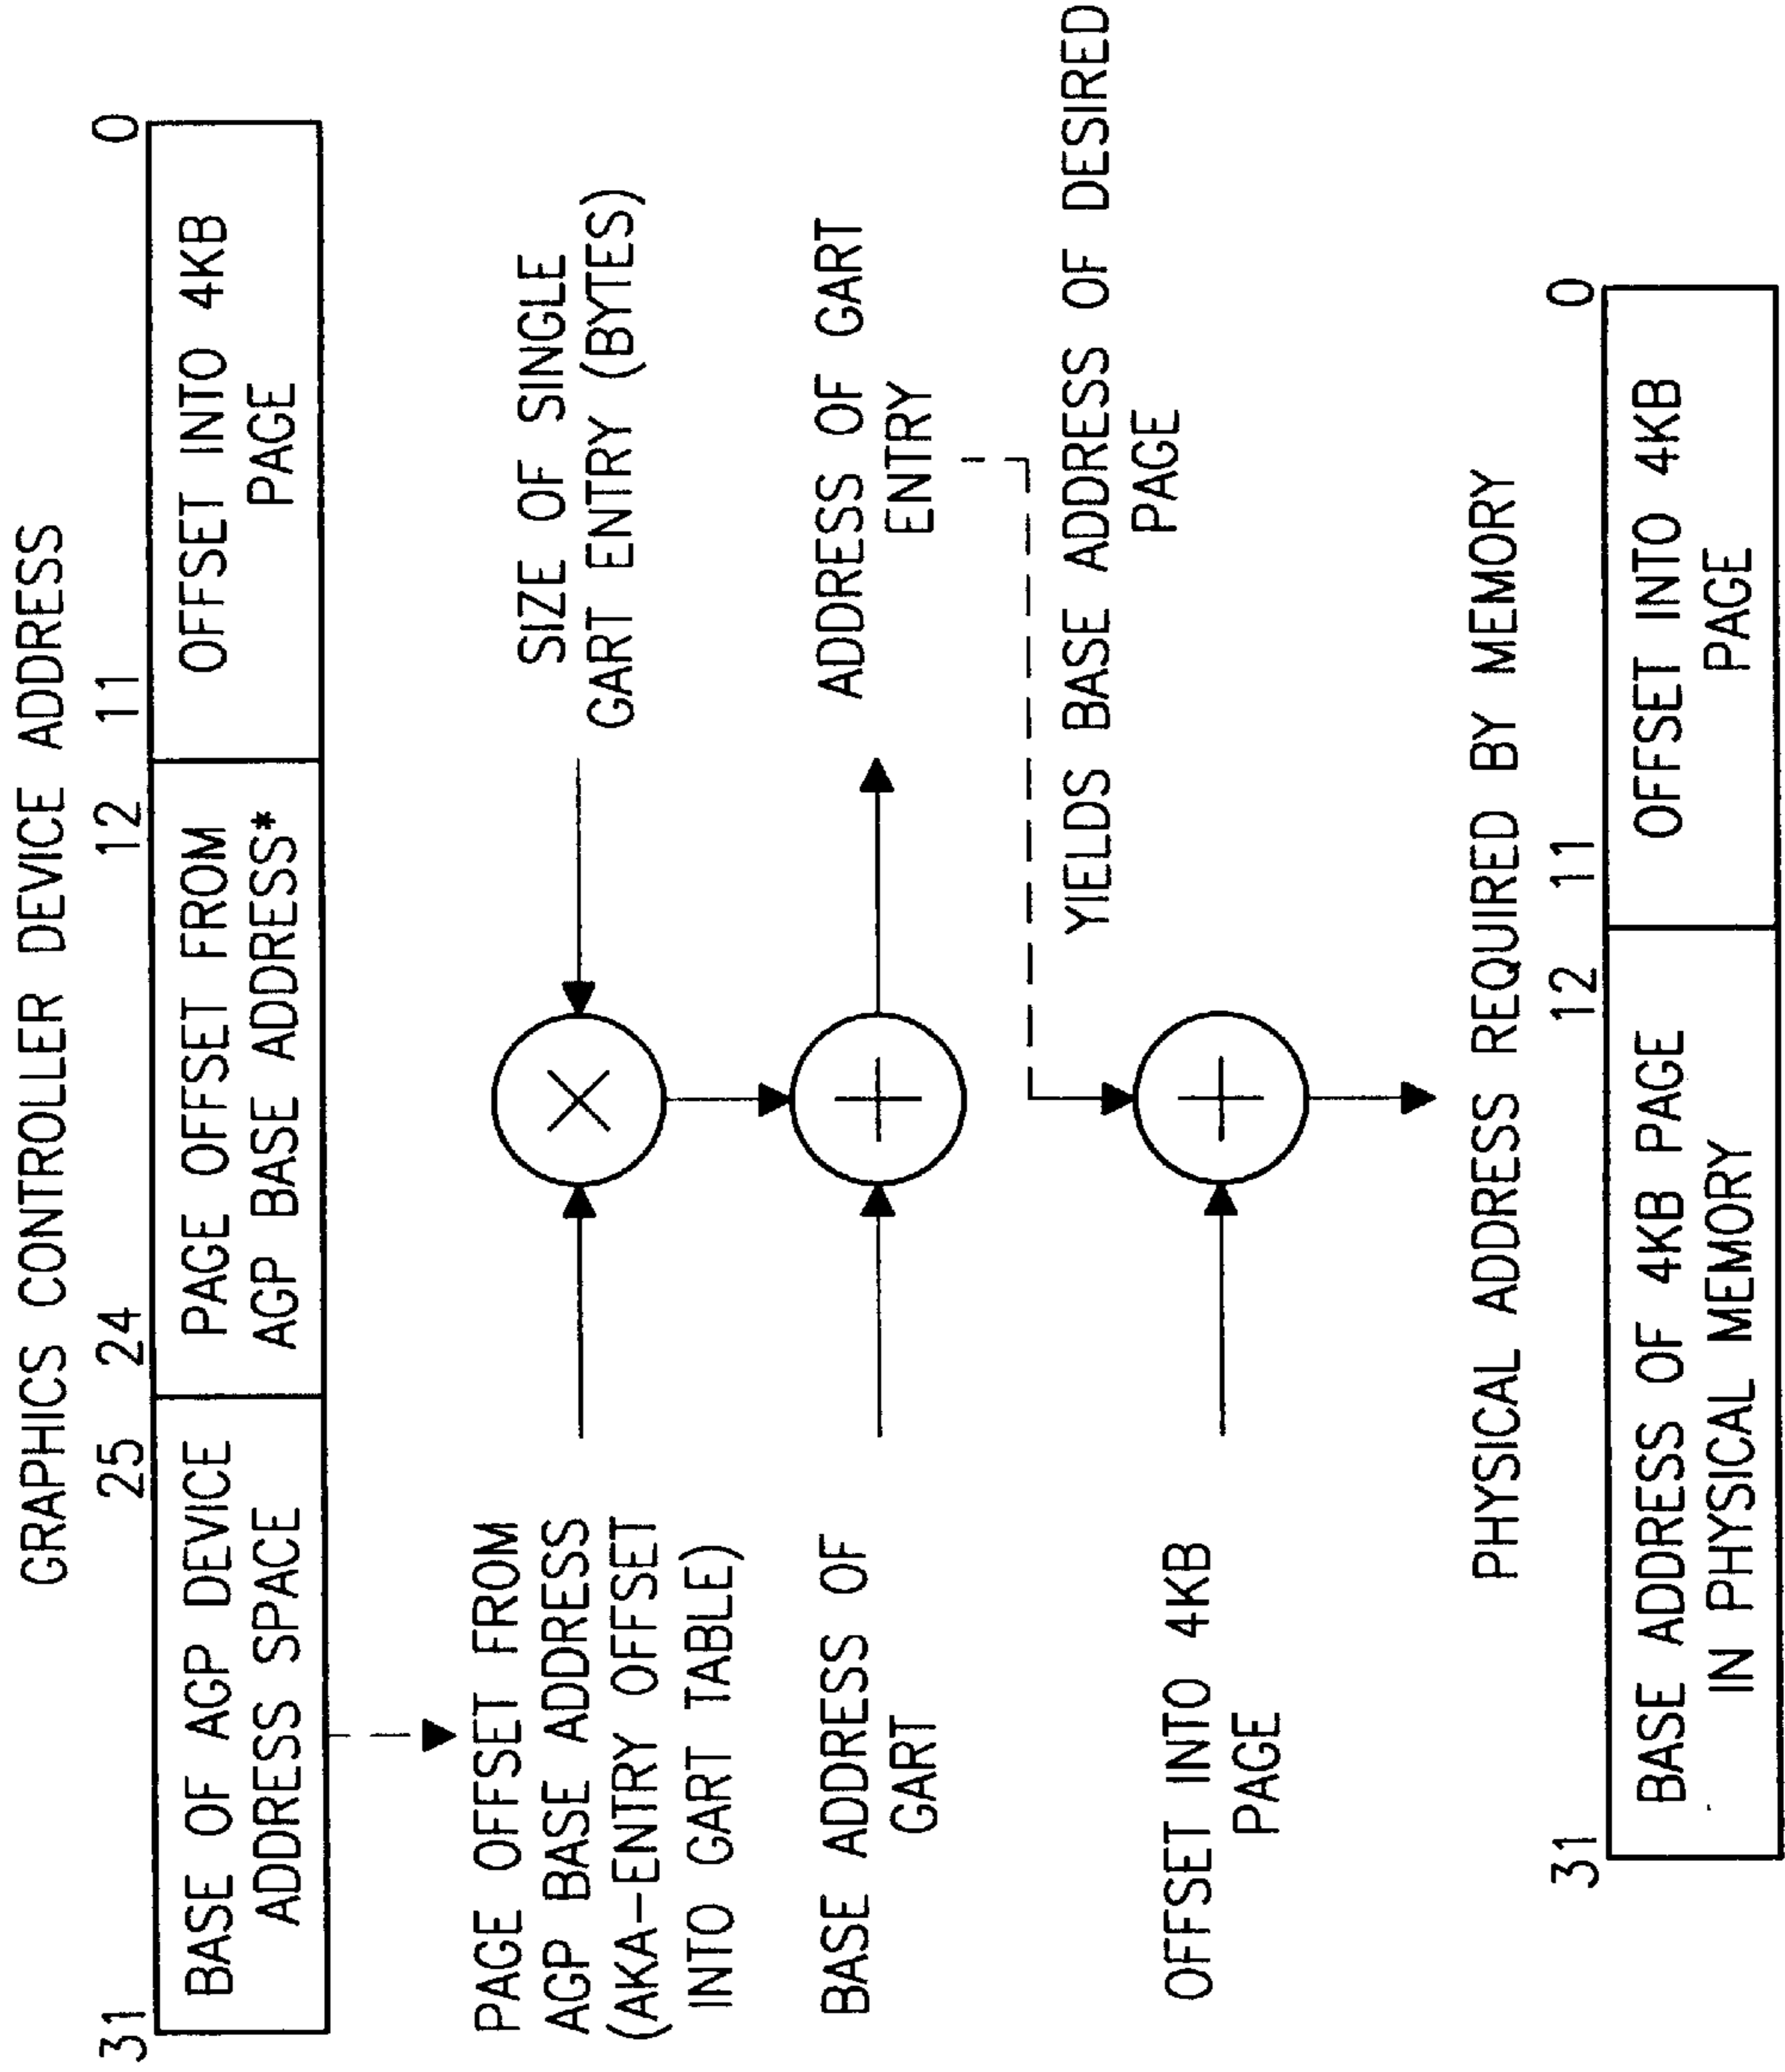 GRAPHICS CONTROLLER DEVICE ADDRESS
31 25 24 12 11 0
BASE OF AGP DEVICE
ADDRESS SPACE
PAGE OFFSET FROM
AGP BASE ADDRESS*
OFFSET INTO 4KB
PAGE
PAGE OFFSET FROM
AGP BASE ADDRESS
(AKA-ENTRY OFFSET
INTO GART TABLE)
SIZE OF SINGLE
GART ENTRY (BYTES)
BASE ADDRESS OF
GART
ADDRESS OF GART
ENTRY
YIELDS BASE ADDRESS OF DESIRED
PAGE
OFFSET INTO 4KB
PAGE
PHYSICAL ADDRESS REQUIRED BY MEMORY
31 12 11 0
BASE ADDRESS OF 4KB PAGE
IN PHYSICAL MEMORY
OFFSET INTO 4KB
PAGE